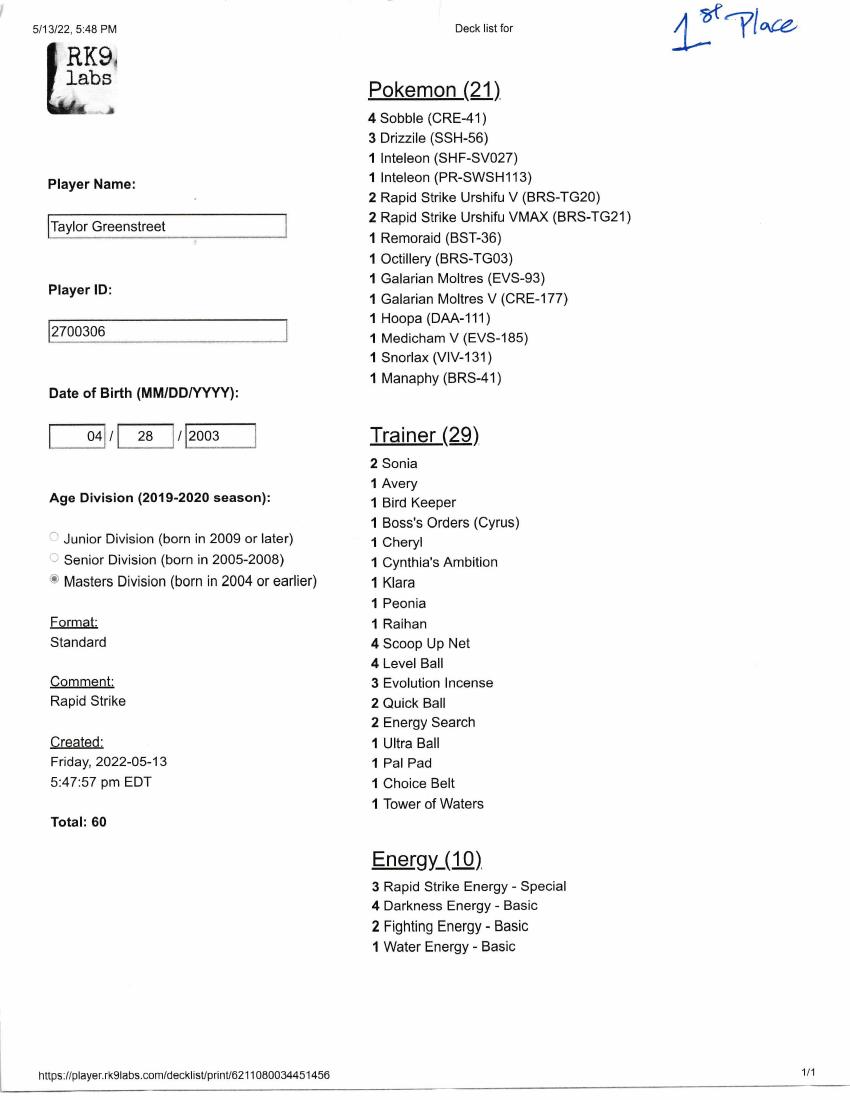 5/13/22, 5:48 PM
Deck list for
1st Place
RK9
labs
Player Name:
Taylor Greenstreet
Player ID:
2700306
Date of Birth (MM/DD/YYYY):
04 / 28 / 2003
Age Division (2019-2020 season):
Junior Division (born in 2009 or later)
Senior Division (born in 2005-2008)
Masters Division (born in 2004 or earlier)
Format:
Standard
Comment:
Rapid Strike
Created:
Friday, 2022-05-13
5:47:57 pm EDT
Total: 60
Pokemon (21)
4 Sobble (CRE-41)
3 Drizzile (SSH-56)
1 Inteleon (SHF-SV027)
1 Inteleon (PR-SWSH113)
2 Rapid Strike Urshifu V (BRS-TG20)
2 Rapid Strike Urshifu VMAX (BRS-TG21)
1 Remoraid (BST-36)
1 Octillery (BRS-TG03)
1 Galarian Moltres (EVS-93)
1 Galarian Moltres V (CRE-177)
1 Hoopa (DAA-111)
1 Medicham V (EVS-185)
1 Snorlax (VIV-131)
1 Manaphy (BRS-41)
Trainer (29)
2 Sonia
1 Avery
1 Bird Keeper
1 Boss's Orders (Cyrus)
1 Cheryl
1 Cynthia's Ambition
1 Klara
1 Peonia
1 Raihan
4 Scoop Up Net
4 Level Ball
3 Evolution Incense
2 Quick Ball
2 Energy Search
1 Ultra Ball
1 Pal Pad
1 Choice Belt
1 Tower of Waters
Energy (10)
3 Rapid Strike Energy - Special
4 Darkness Energy - Basic
2 Fighting Energy - Basic
1 Water Energy - Basic
https://player.rk9labs.com/decklist/print/6211080034451456
1/1